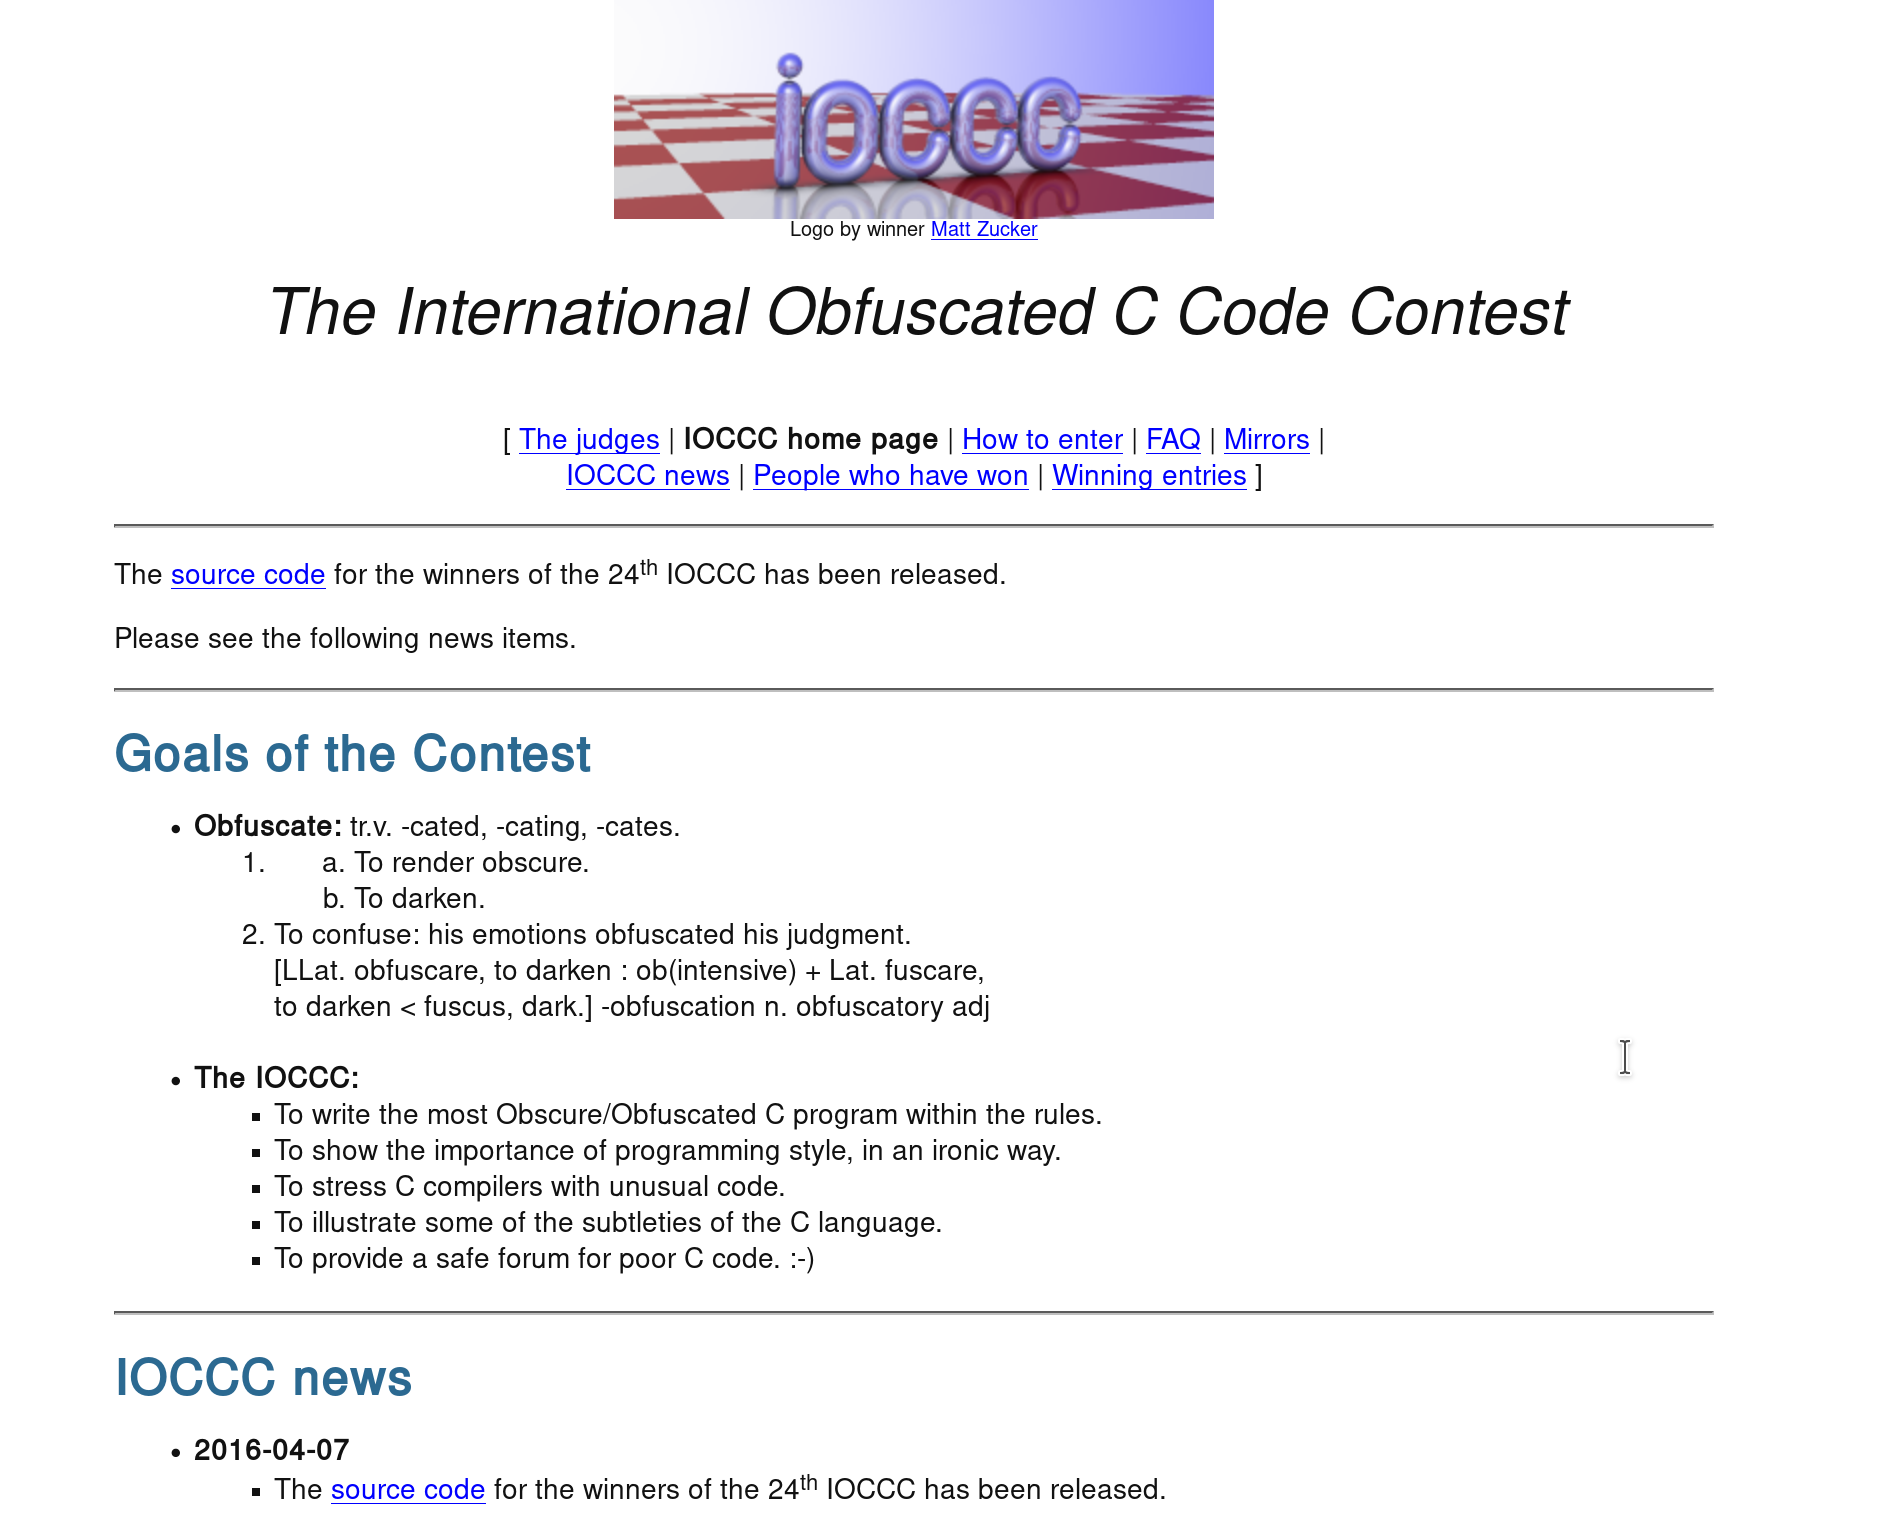 iOCCC
Logo by winner Matt Zucker
The International Obfuscated C Code Contest
[ The judges | IOCCC home page | How to enter | FAQ | Mirrors |
IOCCC news | People who have won | Winning entries ]
The source code for the winners of the 24th IOCCC has been released.
Please see the following news items.
Goals of the Contest
• Obfuscate: tr.v. -cated, -cating, -cates.
1. a. To render obscure.
b. To darken.
2. To confuse: his emotions obfuscated his judgment.
[LLat. obfuscare, to darken : ob(intensive) + Lat. fuscare,
to darken < fuscus, dark.] -obfuscation n. obfuscatory adj
• The IOCCC:
▪ To write the most Obscure/Obfuscated C program within the rules.
▪ To show the importance of programming style, in an ironic way.
▪ To stress C compilers with unusual code.
▪ To illustrate some of the subtleties of the C language.
▪ To provide a safe forum for poor C code. :-)
IOCCC news
• 2016-04-07
▪ The source code for the winners of the 24th IOCCC has been released.